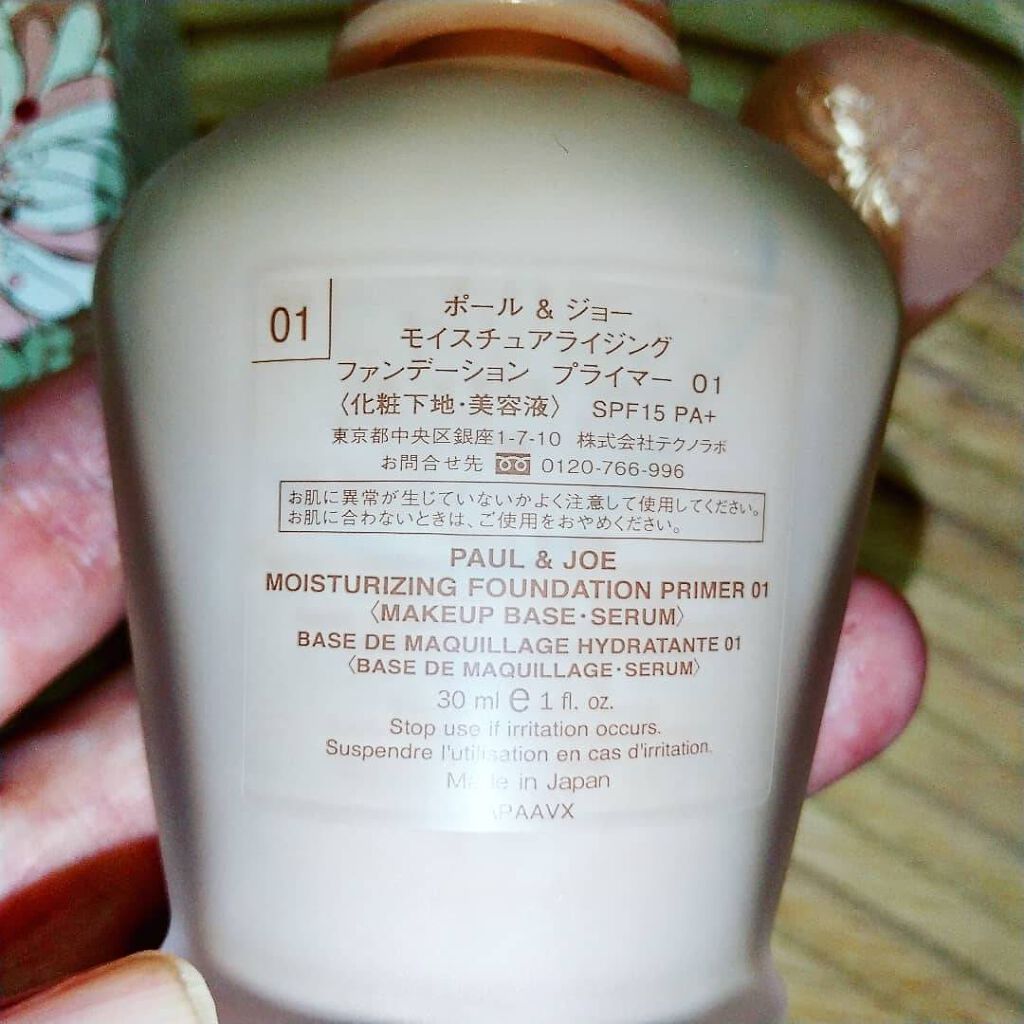 01
ポール & ジョー
モイスチュアライジング
ファンデーション プライマー 01
〈化粧下地・美容液〉 SPF15 PA+
東京都中央区銀座1-7-10 株式会社テクノラボ
お問合せ先 0120-766-996
お肌に異常が生じていないかよく注意して使用してください。
お肌に合わないときは、ご使用をおやめください。
PAUL & JOE
MOISTURIZING FOUNDATION PRIMER 01
〈MAKEUP BASE・SERUM〉
BASE DE MAQUILLAGE HYDRATANTE 01
〈BASE DE MAQUILLAGE・SERUM〉
30 ml e 1 fl. oz.
Stop use if irritation occurs.
Suspendre l'utilisation en cas d'irritation.
Made in Japan